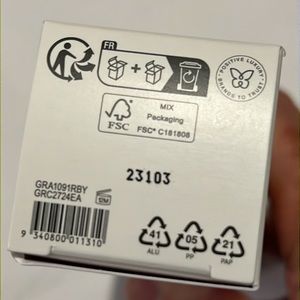 FR
+
POSITIVE LUXURY
BRANDS TO TRUST
FSC
MIX
Packaging
FSC® C181808
23103
GRA1091RBY
GRC2724EA
12M
9 340800 011310
41
ALU
05
PP
21
PAP